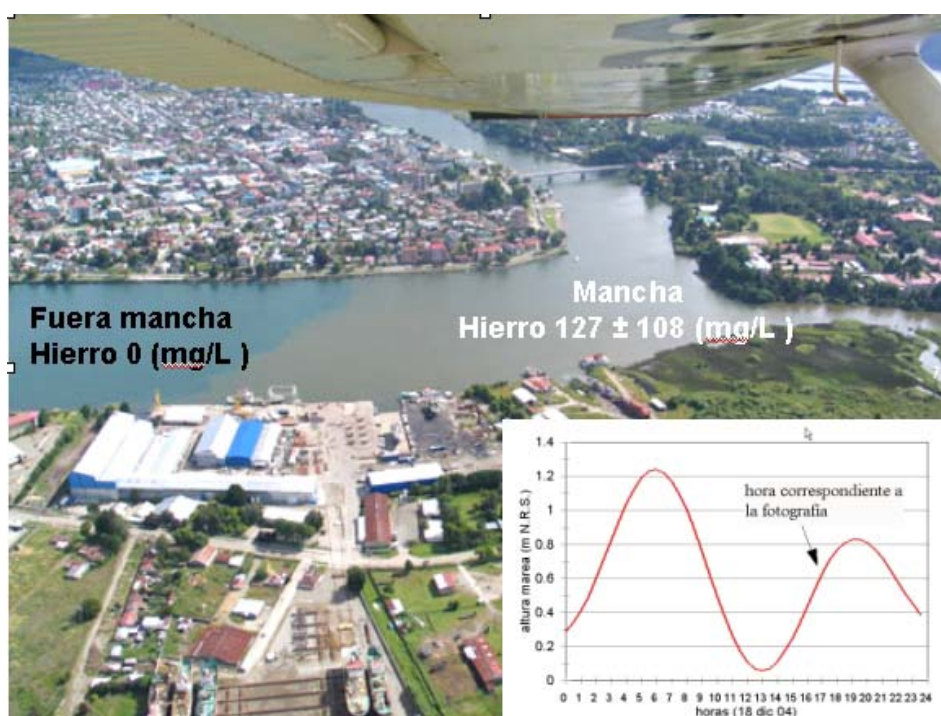 Fuera mancha
Hierro 0 (mg/L )
Mancha
Hierro 127 ± 108 (mg/L )
1.4
1.2
1
0.8
0.6
0.4
0.2
0
altura marea (m N.R.S.)
hora correspondiente a
la fotografía
0 1 2 3 4 5 6 7 8 9 10 11 12 13 14 15 16 17 18 19 20 21 22 23 24
horas (18 dic 04)